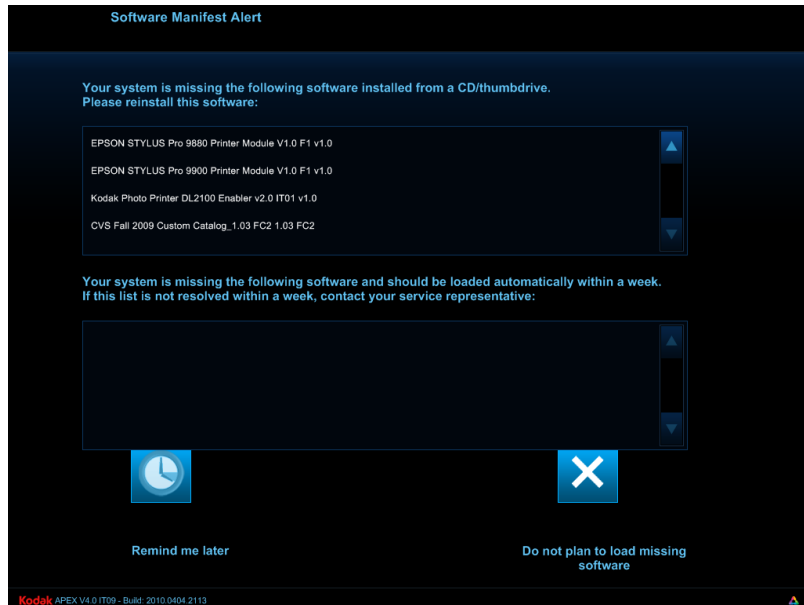 Software Manifest Alert
Your system is missing the following software installed from a CD/thumbdrive.
Please reinstall this software:
EPSON STYLUS Pro 9880 Printer Module V1.0 F1 v1.0
EPSON STYLUS Pro 9900 Printer Module V1.0 F1 v1.0
Kodak Photo Printer DL2100 Enabler v2.0 IT01 v1.0
CVS Fall 2009 Custom Catalog_1.03 FC2 1.03 FC2
Your system is missing the following software and should be loaded automatically within a week.
If this list is not resolved within a week, contact your service representative:
Remind me later
Do not plan to load missing
software
Kodak APEX V4.0 IT09 - Build: 2010.0404.2113